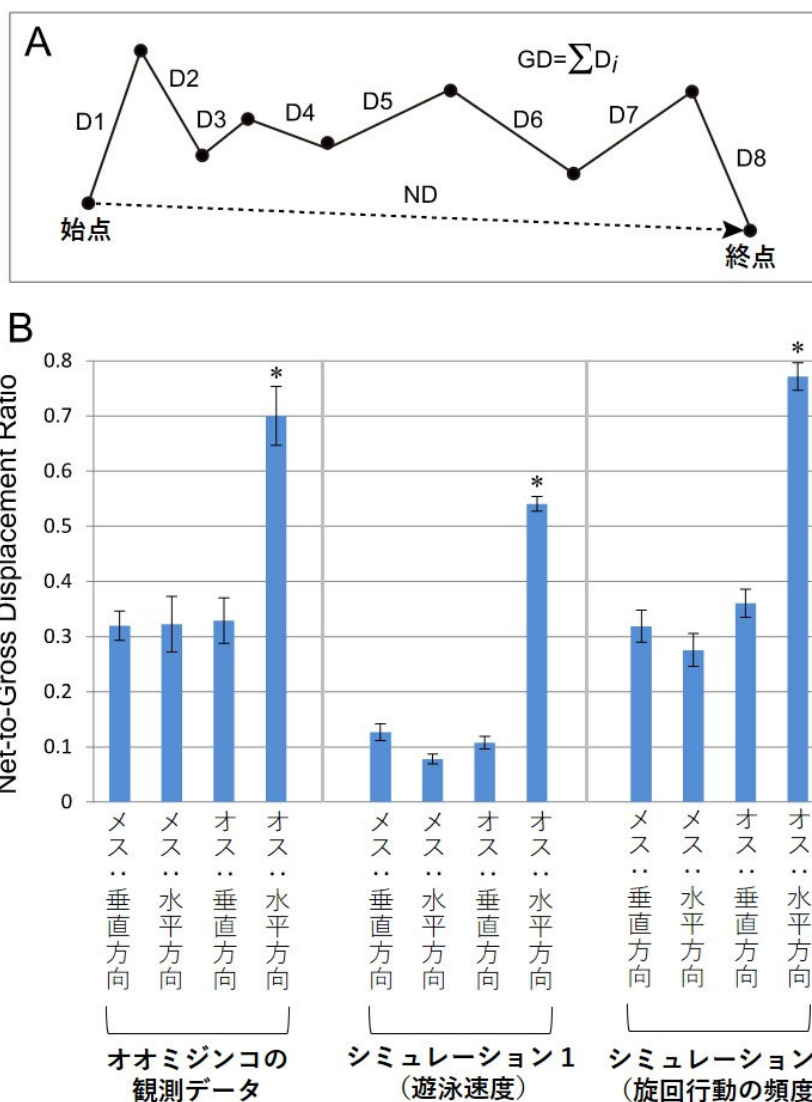 A
D1
D2
D3
D4
D5
D6
D7
D8
GD=∑Di
ND
始点
終点
B
Net-to-Gross Displacement Ratio
0.8
0.7
0.6
0.5
0.4
0.3
0.2
0.1
0
*
*
*
メス：垂直方向
メス：水平方向
オス：垂直方向
オス：水平方向
メス：垂直方向
メス：水平方向
オス：垂直方向
オス：水平方向
メス：垂直方向
メス：水平方向
オス：垂直方向
オス：水平方向
オオミジンコの
観測データ
シミュレーション 1
（遊泳速度）
シミュレーション
（旋回行動の頻度